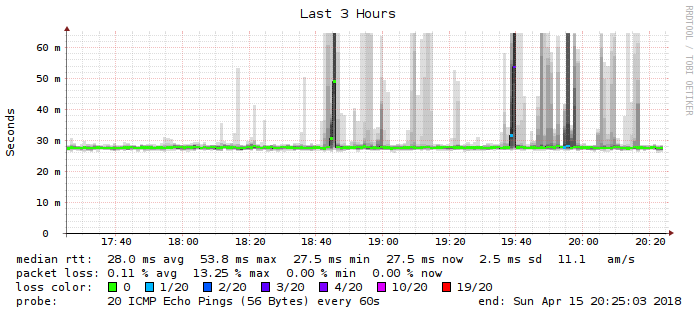 Last 3 Hours
RRDTOOL / TOBI OETIKER
Seconds
60 m
50 m
40 m
30 m
20 m
10 m
0
17:40 18:00 18:20 18:40 19:00 19:20 19:40 20:00 20:20
median rtt: 28.0 ms avg 53.8 ms max 27.5 ms min 27.5 ms now 2.5 ms sd 11.1 am/s
packet loss: 0.11 % avg 13.25 % max 0.00 % min 0.00 % now
loss color: 0 1/20 2/20 3/20 4/20 10/20 19/20
probe: 20 ICMP Echo Pings (56 Bytes) every 60s end: Sun Apr 15 20:25:03 2018